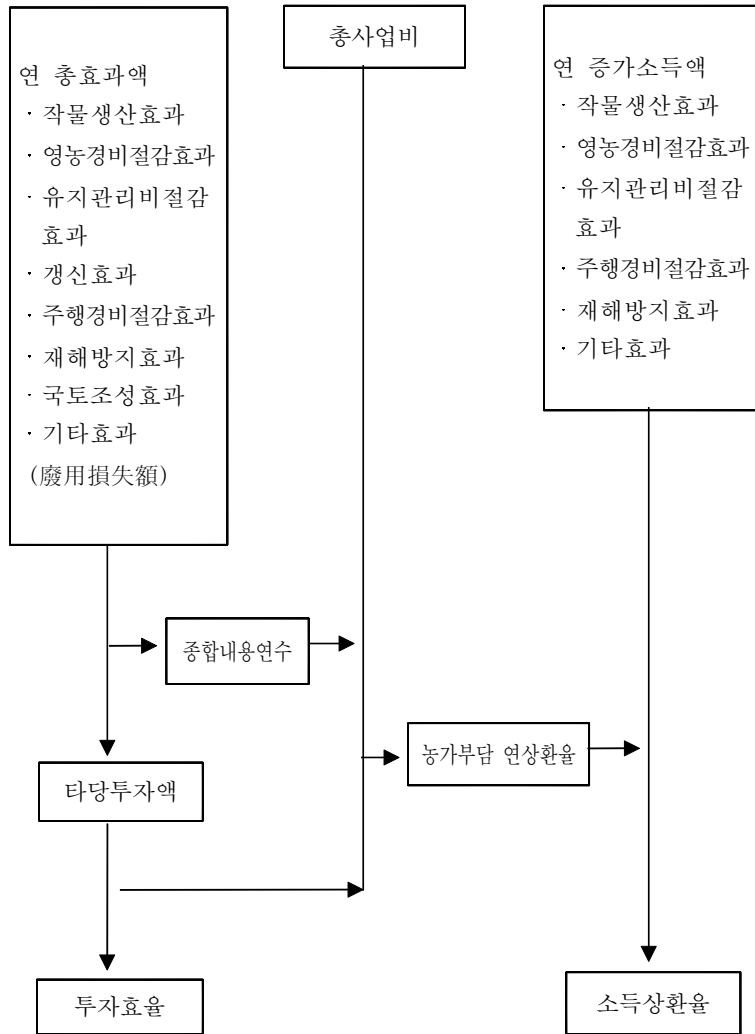 총사업비
연 총효과액
· 작물생산효과
· 영농경비절감효과
· 유지관리비절감
효과
· 갱신효과
· 주행경비절감효과
· 재해방지효과
· 국토조성효과
· 기타효과
(廢用損失額)
연 증가소득액
· 작물생산효과
· 영농경비절감효과
· 유지관리비절감
효과
· 주행경비절감효과
· 재해방지효과
· 기타효과
종합내용연수
농가부담 연상환율
타당투자액
투자효율
소득상환율